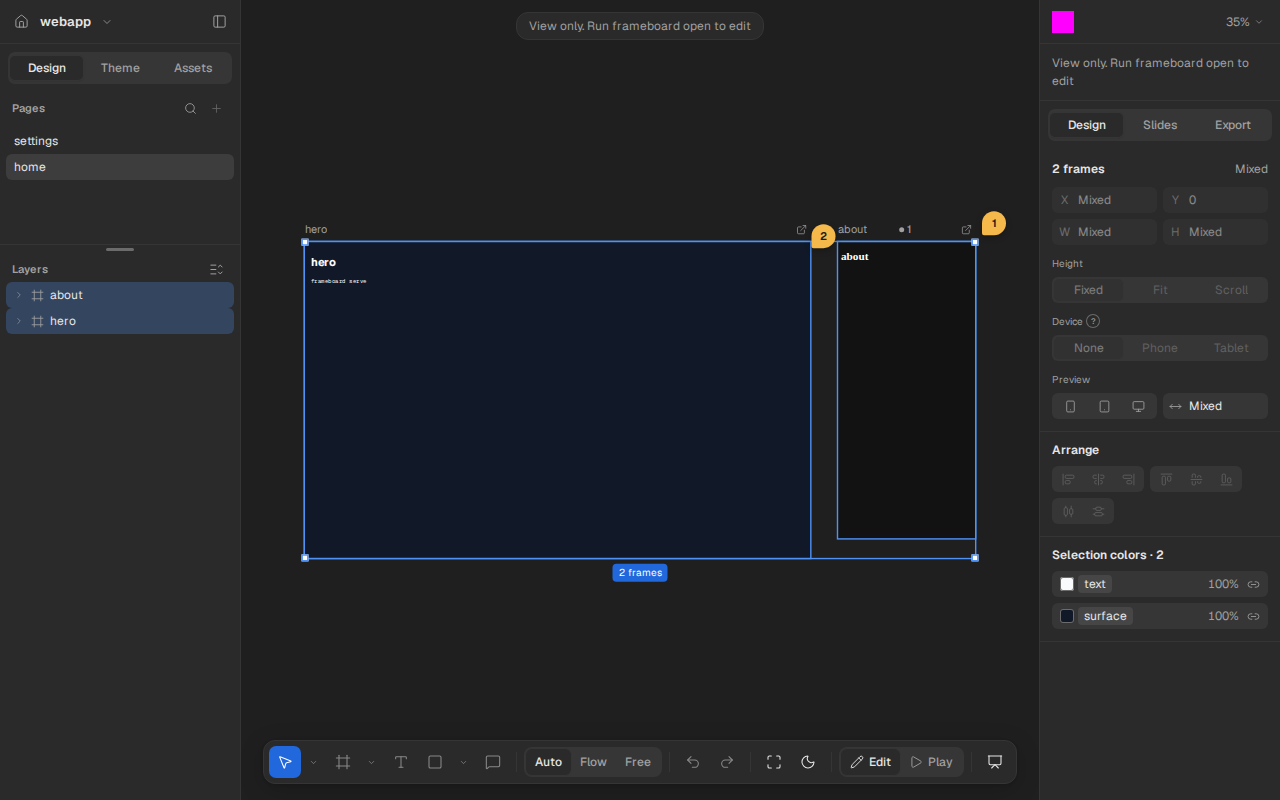 webapp
View only. Run frameboard open to edit
35%
Design Theme Assets
View only. Run frameboard open to
edit
Pages
Design Slides Export
settings
home
2 frames Mixed
X Mixed Y 0
W Mixed H Mixed
hero
2
about
1
1
hero
frameboard serve
about
Layers
about
hero
Height
Fixed Fit Scroll
Device ?
None Phone Tablet
Preview
Mixed
Arrange
Selection colors · 2
text 100%
surface 100%
2 frames
Auto Flow Free
Edit Play